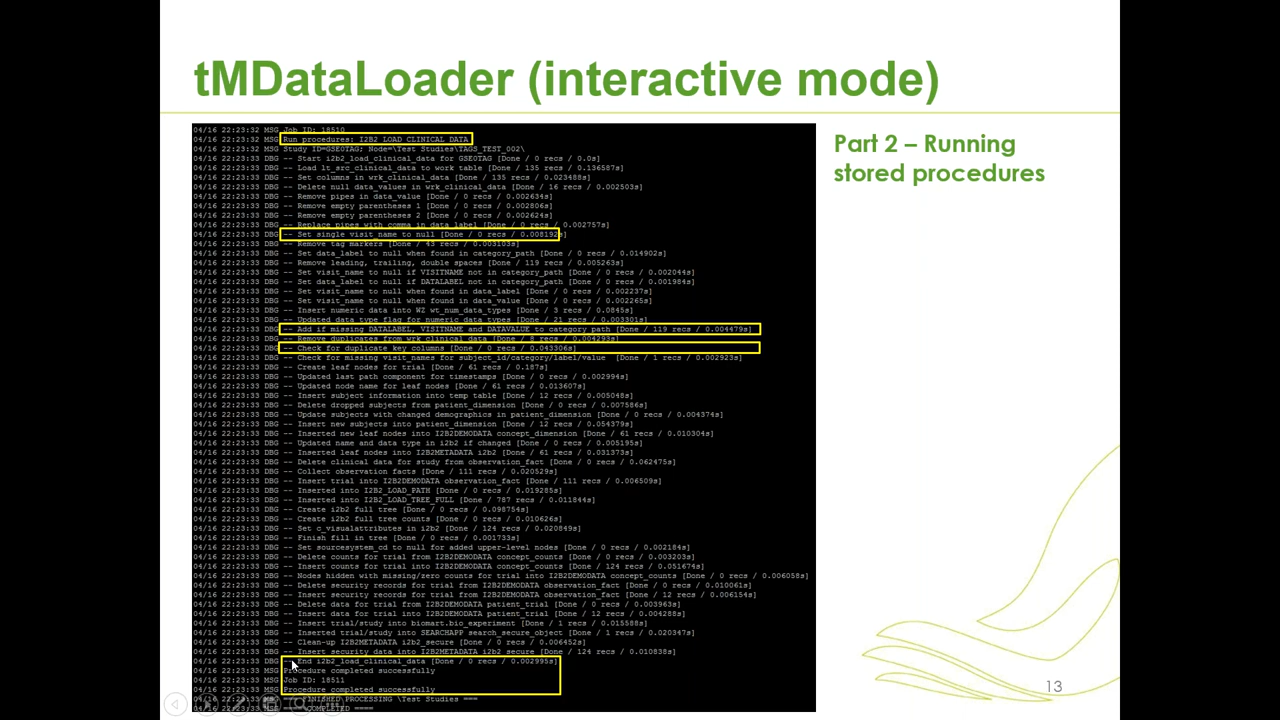 tMDataLoader (interactive mode)
04/16 22:23:32 MSG Job ID: 18510
04/16 22:23:32 MSG Run procedures: I2B2_LOAD_CLINICAL_DATA
04/16 22:23:32 MSG Study ID=GSE0TAG; Node=\Test Studies\TAGS_TEST_002\
04/16 22:23:33 DBG -- Start i2b2_load_clinical_data for GSE0TAG [Done / 0 recs / 0.0s]
04/16 22:23:33 DBG -- Load lt_src_clinical_data to work table [Done / 135 recs / 0.136587s]
04/16 22:23:33 DBG -- Set columns in wrk_clinical_data [Done / 135 recs / 0.023488s]
04/16 22:23:33 DBG -- Delete null data_values in wrk_clinical_data [Done / 16 recs / 0.002503s]
04/16 22:23:33 DBG -- Remove pipes in data_value [Done / 0 recs / 0.002634s]
04/16 22:23:33 DBG -- Remove empty parentheses 1 [Done / 0 recs / 0.002806s]
04/16 22:23:33 DBG -- Remove empty parentheses 2 [Done / 0 recs / 0.002624s]
04/16 22:23:33 DBG -- Replace pipes with comma in data_label [Done / 0 recs / 0.002757s]
04/16 22:23:33 DBG -- Set single visit_name to null [Done / 0 recs / 0.008192s]
04/16 22:23:33 DBG -- Remove tag markers [Done / 43 recs / 0.003103s]
04/16 22:23:33 DBG -- Set data_label to null when found in category_path [Done / 0 recs / 0.014902s]
04/16 22:23:33 DBG -- Remove leading, trailing, double spaces [Done / 119 recs / 0.005263s]
04/16 22:23:33 DBG -- Set visit_name to null if VISITNAME not in category_path [Done / 0 recs / 0.002044s]
04/16 22:23:33 DBG -- Set data_label to null if DATALABEL not in category_path [Done / 0 recs / 0.001984s]
04/16 22:23:33 DBG -- Set visit_name to null when found in data_label [Done / 0 recs / 0.002237s]
04/16 22:23:33 DBG -- Set visit_name to null when found in data_value [Done / 0 recs / 0.002265s]
04/16 22:23:33 DBG -- Insert numeric data into WZ wt_num_data_types [Done / 3 recs / 0.0845s]
04/16 22:23:33 DBG -- Updated data type flag for numeric data_types [Done / 21 recs / 0.003301s]
04/16 22:23:33 DBG -- Add if missing DATALABEL, VISITNAME and DATAVALUE to category_path [Done / 119 recs / 0.004479s]
04/16 22:23:33 DBG -- Remove duplicates from wrk_clinical_data [Done / 8 recs / 0.004293s]
04/16 22:23:33 DBG -- Check for duplicate key columns [Done / 0 recs / 0.043306s]
04/16 22:23:33 DBG -- Check for missing visit_names for subject_id/category/label/value [Done / 1 recs / 0.002923s]
04/16 22:23:33 DBG -- Create leaf nodes for trial [Done / 61 recs / 0.187s]
04/16 22:23:33 DBG -- Updated last path component for timestamps [Done / 0 recs / 0.002994s]
04/16 22:23:33 DBG -- Updated node name for leaf nodes [Done / 61 recs / 0.013607s]
04/16 22:23:33 DBG -- Insert subject information into temp table [Done / 12 recs / 0.005048s]
04/16 22:23:33 DBG -- Delete dropped subjects from patient_dimension [Done / 0 recs / 0.007586s]
04/16 22:23:33 DBG -- Update subjects with changed demographics in patient_dimension [Done / 0 recs / 0.004374s]
04/16 22:23:33 DBG -- Insert new subjects into patient_dimension [Done / 12 recs / 0.054379s]
04/16 22:23:33 DBG -- Inserted new leaf nodes into I2B2DEMODATA concept_dimension [Done / 61 recs / 0.010304s]
04/16 22:23:33 DBG -- Updated name and data type in i2b2 if changed [Done / 0 recs / 0.005195s]
04/16 22:23:33 DBG -- Inserted leaf nodes into I2B2METADATA i2b2 [Done / 61 recs / 0.031373s]
04/16 22:23:33 DBG -- Delete clinical data for study from observation_fact [Done / 0 recs / 0.062475s]
04/16 22:23:33 DBG -- Collect observation facts [Done / 111 recs / 0.020529s]
04/16 22:23:33 DBG -- Insert trial into I2B2DEMODATA observation_fact [Done / 111 recs / 0.006509s]
04/16 22:23:33 DBG -- Inserted into I2B2_LOAD_PATH [Done / 0 recs / 0.019285s]
04/16 22:23:33 DBG -- Inserted into I2B2_LOAD_TREE_FULL [Done / 787 recs / 0.011844s]
04/16 22:23:33 DBG -- Create i2b2 full tree [Done / 0 recs / 0.098754s]
04/16 22:23:33 DBG -- Create i2b2 full tree counts [Done / 0 recs / 0.010626s]
04/16 22:23:33 DBG -- Set c_visualattributes in i2b2 [Done / 124 recs / 0.020849s]
04/16 22:23:33 DBG -- Finish fill in tree [Done / 0 recs / 0.001733s]
04/16 22:23:33 DBG -- Set sourcesystem_cd to null for added upper-level nodes [Done / 0 recs / 0.002184s]
04/16 22:23:33 DBG -- Delete counts for trial from I2B2DEMODATA concept_counts [Done / 0 recs / 0.003203s]
04/16 22:23:33 DBG -- Insert counts for trial into I2B2DEMODATA concept_counts [Done / 124 recs / 0.051674s]
04/16 22:23:33 DBG -- Nodes hidden with missing/zero counts for trial into I2B2DEMODATA concept_counts [Done / 0 recs / 0.006058s]
04/16 22:23:33 DBG -- Delete security records for trial from I2B2DEMODATA observation_fact [Done / 0 recs / 0.010061s]
04/16 22:23:33 DBG -- Insert security records for trial from I2B2DEMODATA observation_fact [Done / 12 recs / 0.006154s]
04/16 22:23:33 DBG -- Delete data for trial from I2B2DEMODATA patient_trial [Done / 0 recs / 0.003963s]
04/16 22:23:33 DBG -- Insert data for trial into I2B2DEMODATA patient_trial [Done / 12 recs / 0.004288s]
04/16 22:23:33 DBG -- Insert trial/study into biomart.bio_experiment [Done / 1 recs / 0.015588s]
04/16 22:23:33 DBG -- Inserted trial/study into SEARCHAPP search_secure_object [Done / 1 recs / 0.020347s]
04/16 22:23:33 DBG -- Clean-up I2B2METADATA i2b2_secure [Done / 0 recs / 0.006452s]
04/16 22:23:33 DBG -- Insert security data into I2B2METADATA i2b2_secure [Done / 124 recs / 0.010838s]
04/16 22:23:33 DBG -- End i2b2_load_clinical_data [Done / 0 recs / 0.002995s]
04/16 22:23:33 MSG Procedure completed successfully
04/16 22:23:33 MSG Job ID: 18511
04/16 22:23:33 MSG Procedure completed successfully
FINISHED PROCESSING \Test Studies ===
COMPLETED ====
Part 2 – Running
stored procedures
13